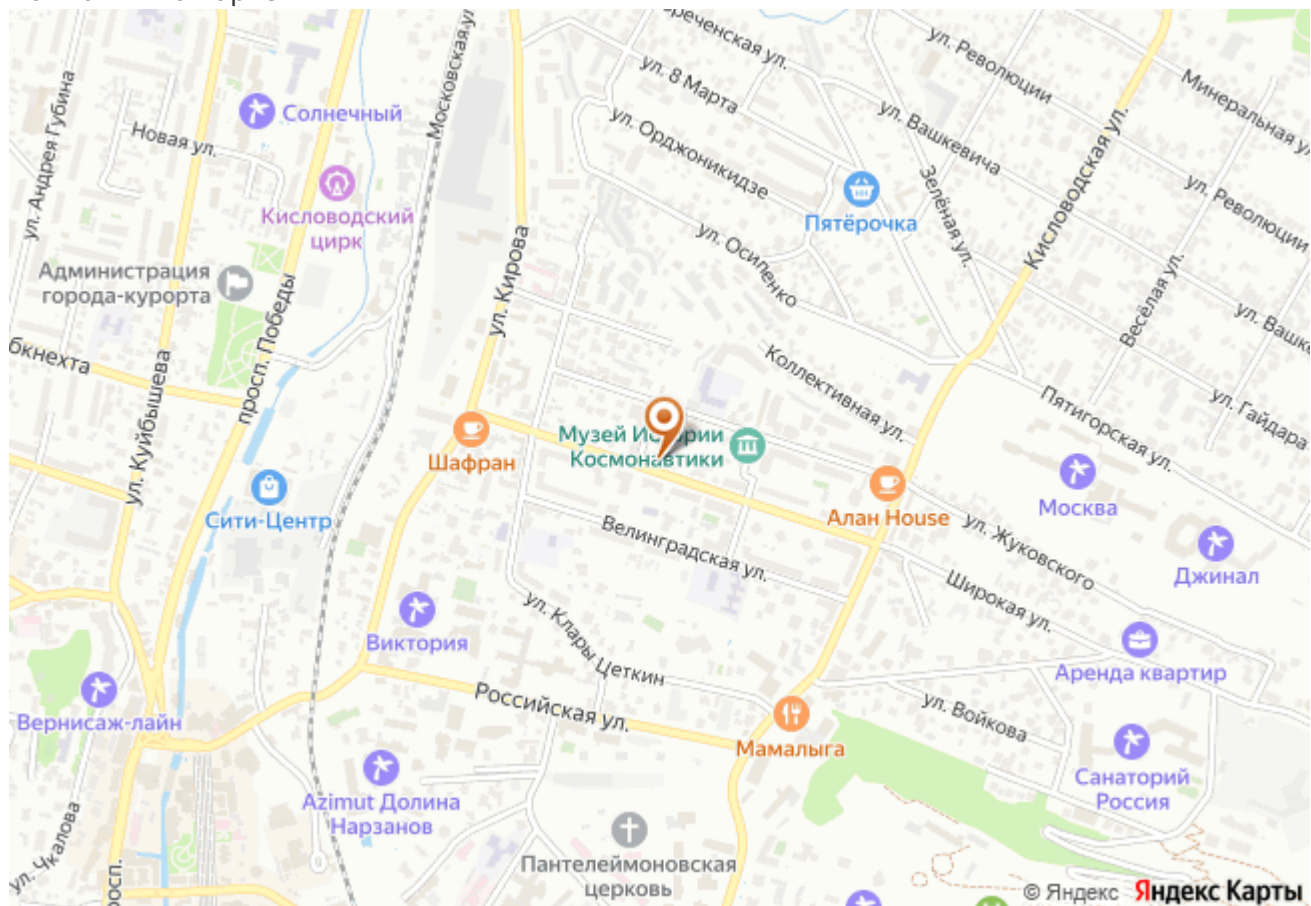 Московская ул.
ул. Революции
Минеральная ул.
ул. 8 Марта
Солнечный
ул. Вашкевича
Новая ул.
ул. Андрея Губина
ул. Орджоникидзе
Зелёная ул.
Кисловодская ул.
ул. Революции
Кисловодский
цирк
Пятёрочка
ул. Осипенко
Администрация
города-курорта
просп. Победы
ул. Кирова
Весёлая ул.
ул. Куйбышева
Коллективная ул.
Пятигорская ул.
ул. Гайдара
Музей Истории
Космонавтики
Шафран
Сити-Центр
Алан House
Москва
Велинградская ул.
ул. Жуковского
Широкая ул.
Джинал
Виктория
ул. Клары Цеткин
Аренда квартир
Вернисаж-лайн
Российская ул.
ул. Войкова
Мамалыга
Azimut Долина
Нарзанов
Санаторий
Россия
ул. Чкалова
Пантелеймоновская
церковь
© Яндекс Яндекс Карты